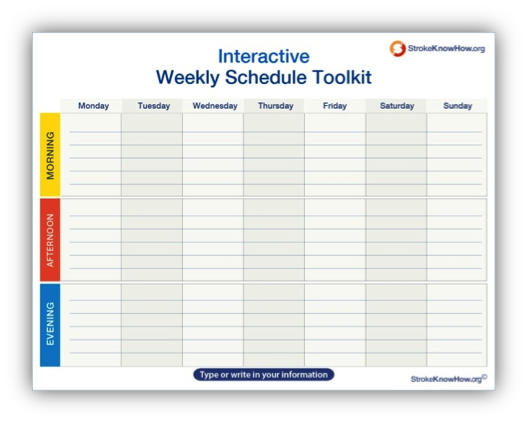 StrokeKnowHow.org
Interactive
Weekly Schedule Toolkit
Monday Tuesday Wednesday Thursday Friday Saturday Sunday
MORNING
AFTERNOON
EVENING
Type or write in your information
StrokeKnowHow.org©